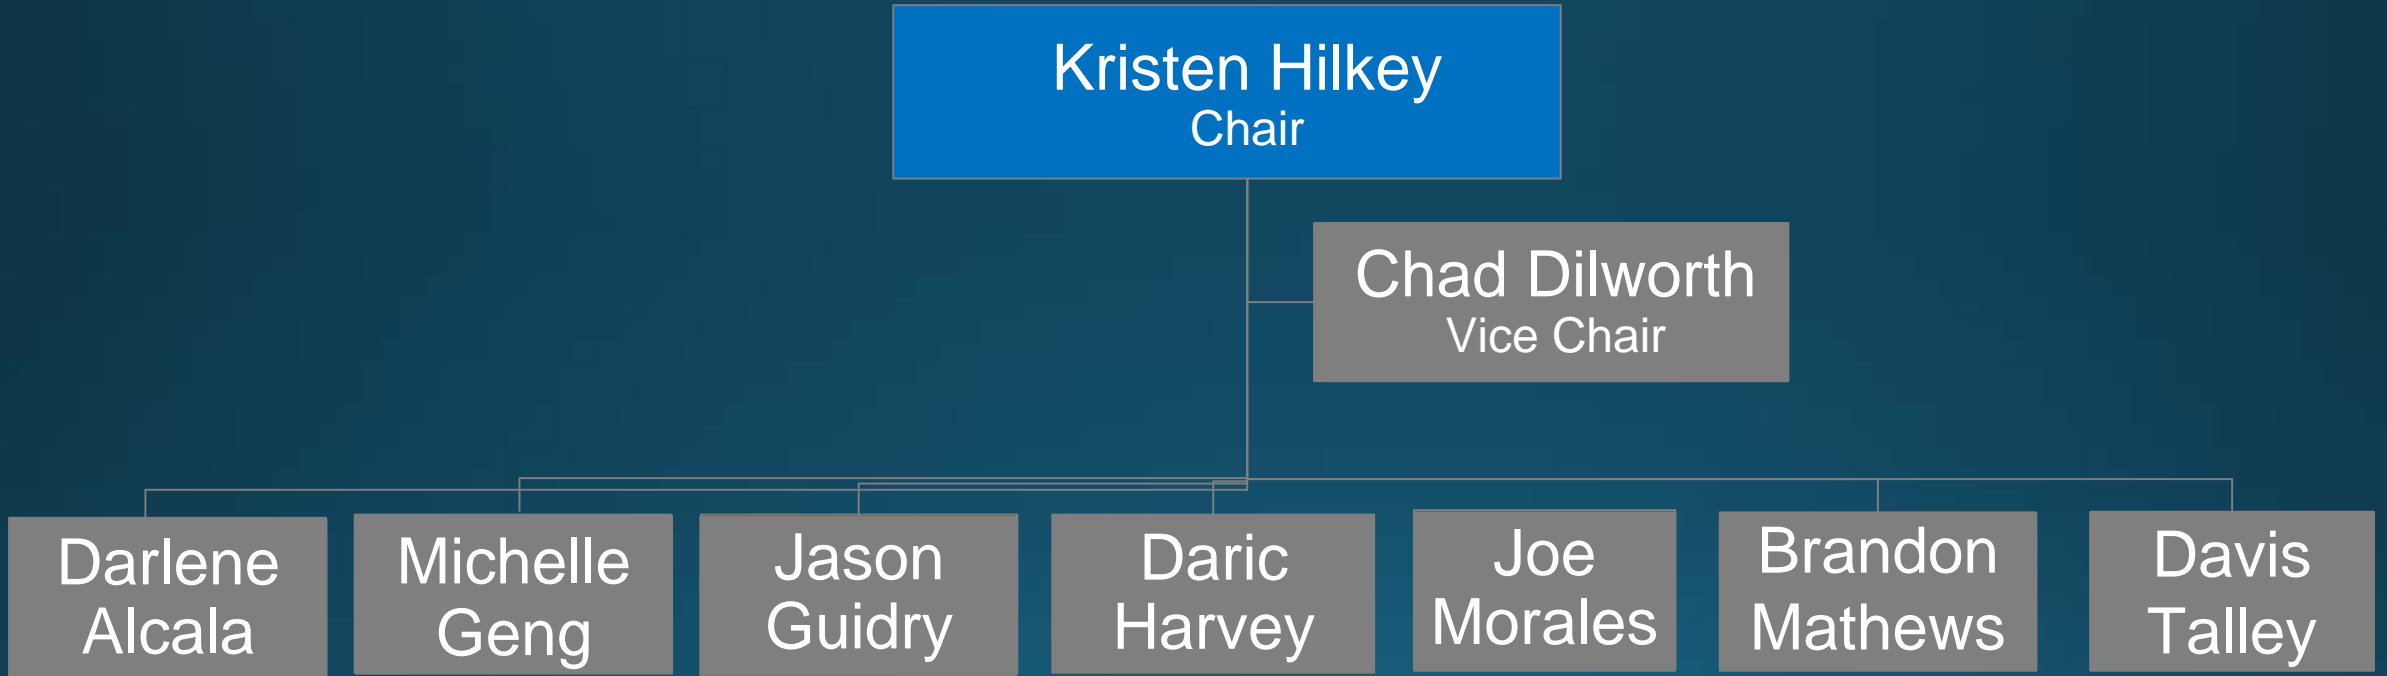 Kristen Hilkey
Chair
Chad Dilworth
Vice Chair
Darlene
Alcala
Michelle
Geng
Jason
Guidry
Daric
Harvey
Joe
Morales
Brandon
Mathews
Davis
Talley